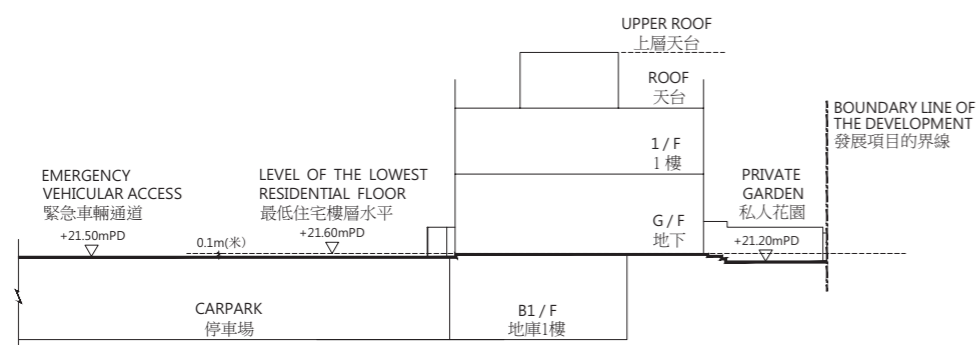 UPPER ROOF
上層天台
ROOF
天台
BOUNDARY LINE OF
THE DEVELOPMENT
發展項目的界線
1 / F
1 樓
EMERGENCY
VEHICULAR ACCESS
緊急車輛通道
+21.50mPD
0.1m(米)
LEVEL OF THE LOWEST
RESIDENTIAL FLOOR
最低住宅樓層水平
+21.60mPD
G / F
地下
PRIVATE
GARDEN
私人花園
+21.20mPD
CARPARK
停車場
B1 / F
地庫1樓